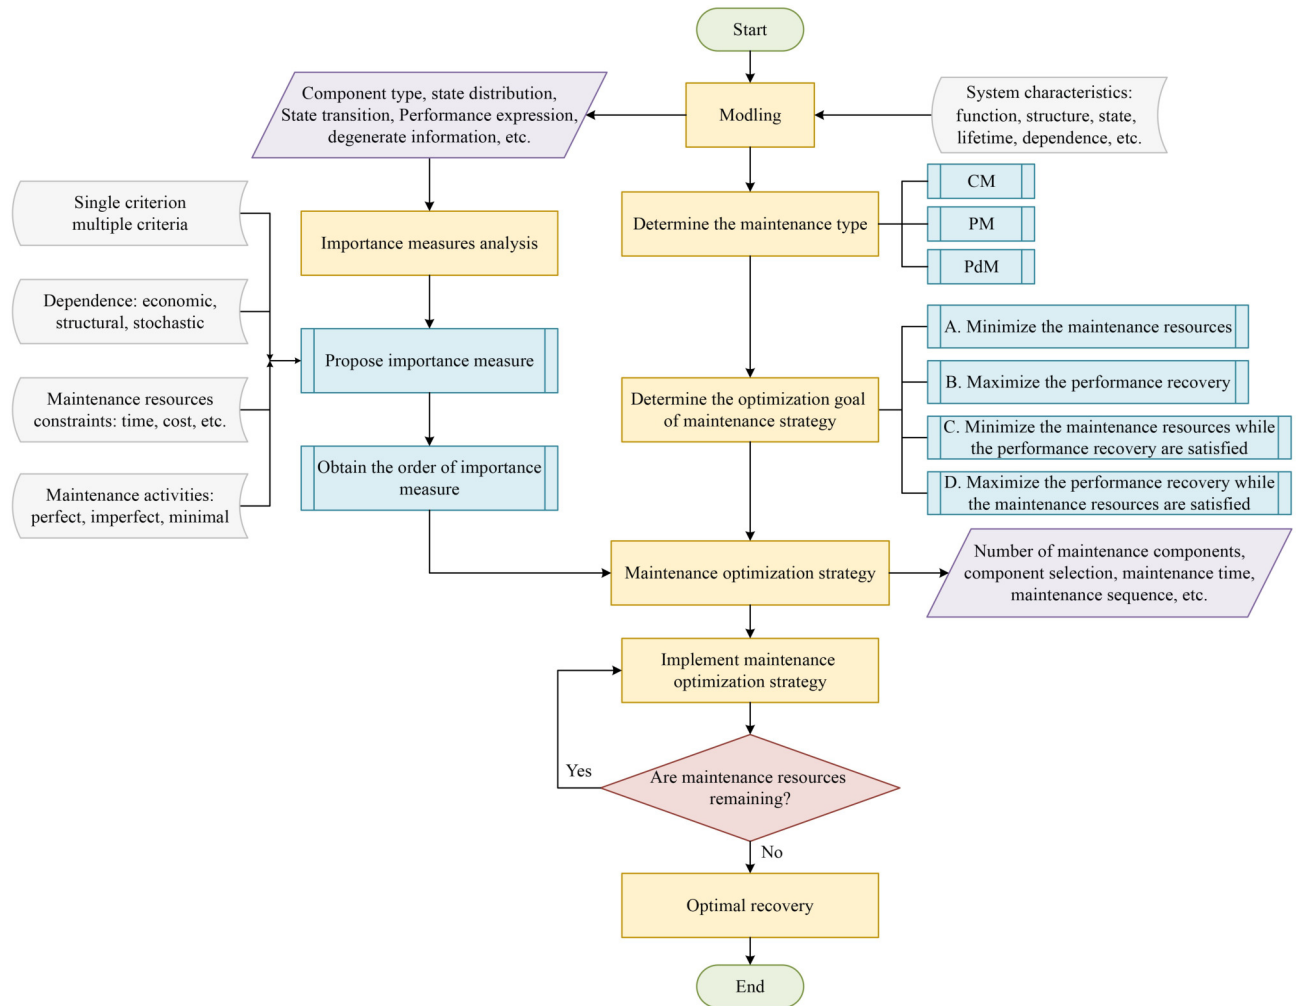 Start
Component type, state distribution,
State transition, Performance expression,
degenerate information, etc.
Modling
System characteristics:
function, structure, state,
lifetime, dependence, etc.
Single criterion
multiple criteria
Importance measures analysis
Determine the maintenance type
CM
PM
PdM
Dependence: economic,
structural, stochastic
Propose importance measure
A. Minimize the maintenance resources
B. Maximize the performance recovery
Maintenance resources
constraints: time, cost, etc.
Determine the optimization goal
of maintenance strategy
C. Minimize the maintenance resources while
the performance recovery are satisfied
Maintenance activities:
perfect, imperfect, minimal
Obtain the order of importance
measure
D. Maximize the performance recovery while
the maintenance resources are satisfied
Maintenance optimization strategy
Number of maintenance components,
component selection, maintenance time,
maintenance sequence, etc.
Implement maintenance
optimization strategy
Yes
Are maintenance resources
remaining?
No
Optimal recovery
End